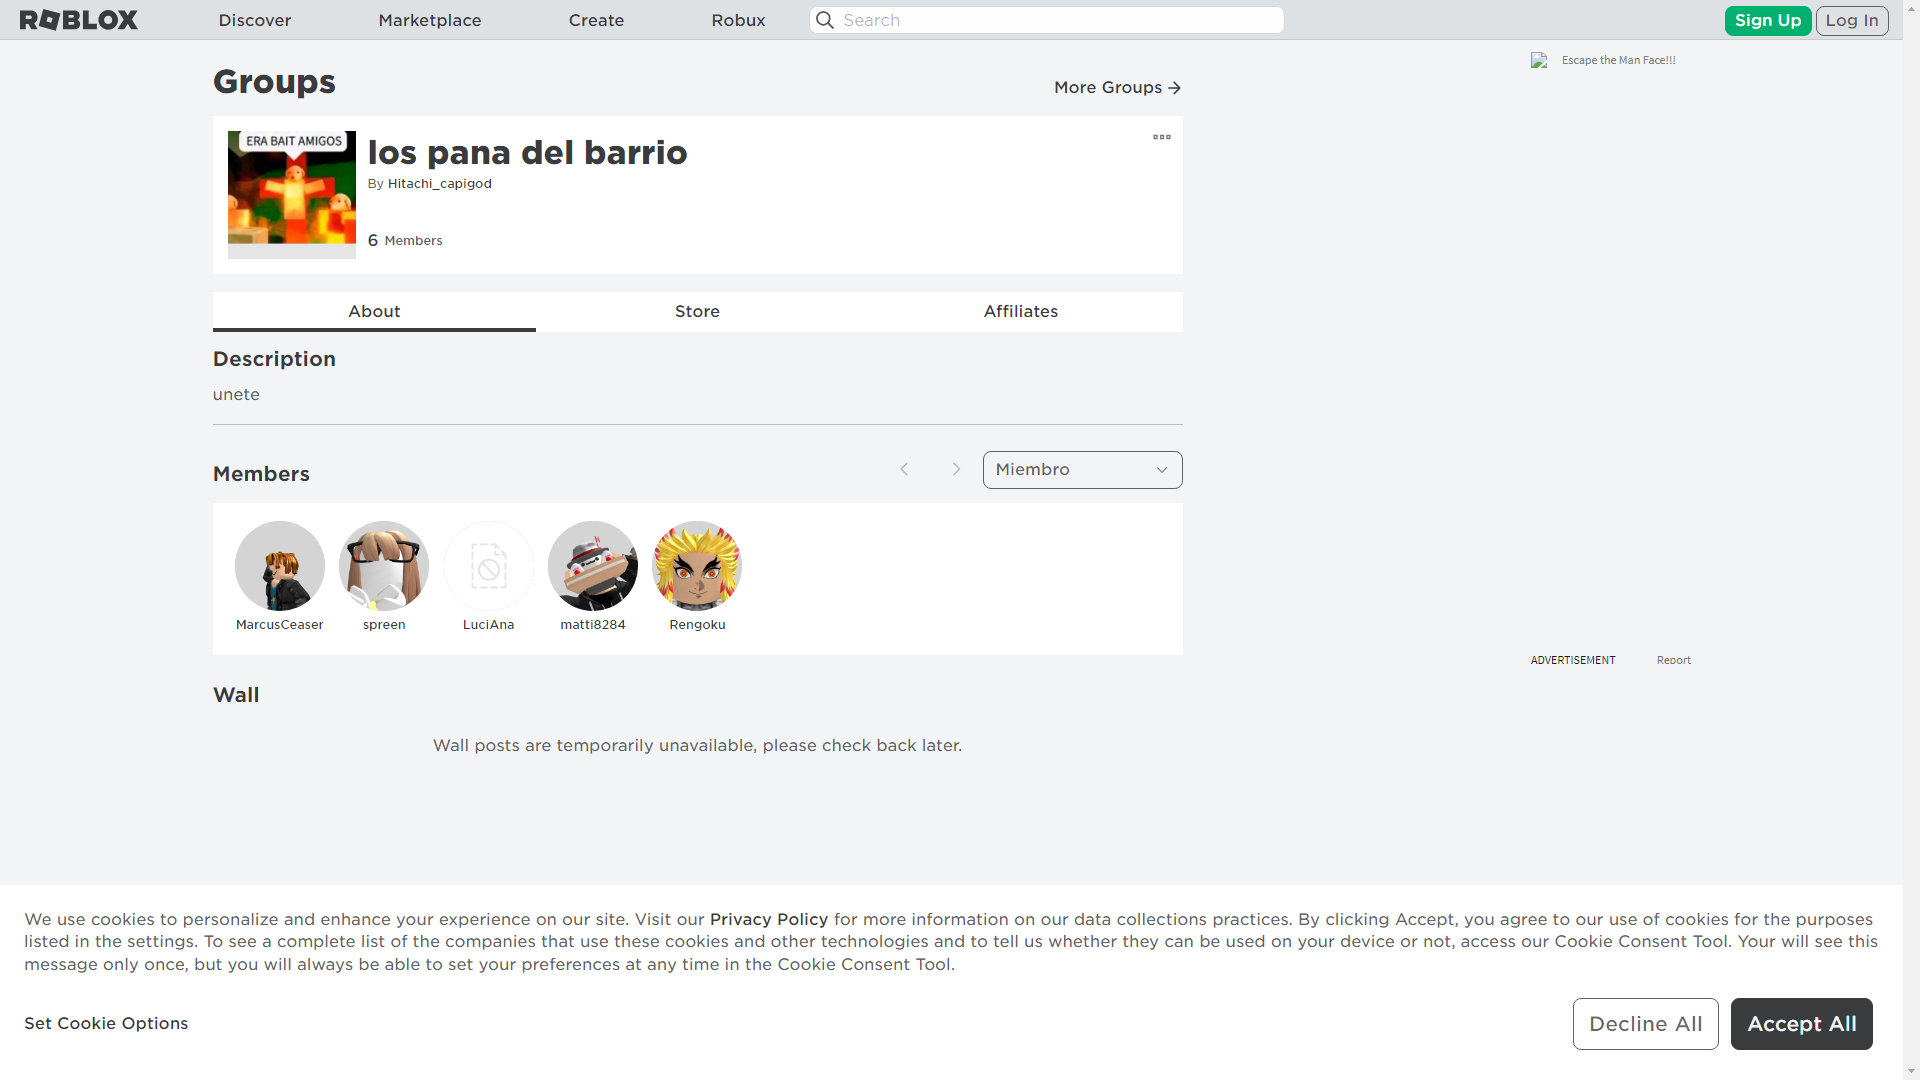 ROBLOX
Discover
Marketplace
Create
Robux
Search
Sign Up
Log In
Groups
More Groups
Escape the Man Face!!!
ERA BAIT AMIGOS
los pana del barrio
By Hitachi_capigod
6 Members
About
Store
Affiliates
Description
unete
Members
Miembro
MarcusCeaser
spreen
LuciAna
matti8284
Rengoku
ADVERTISEMENT
Report
Wall
Wall posts are temporarily unavailable, please check back later.
We use cookies to personalize and enhance your experience on our site. Visit our Privacy Policy for more information on our data collections practices. By clicking Accept, you agree to our use of cookies for the purposes
listed in the settings. To see a complete list of the companies that use these cookies and other technologies and to tell us whether they can be used on your device or not, access our Cookie Consent Tool. Your will see this
message only once, but you will always be able to set your preferences at any time in the Cookie Consent Tool.
Set Cookie Options
Decline All
Accept All